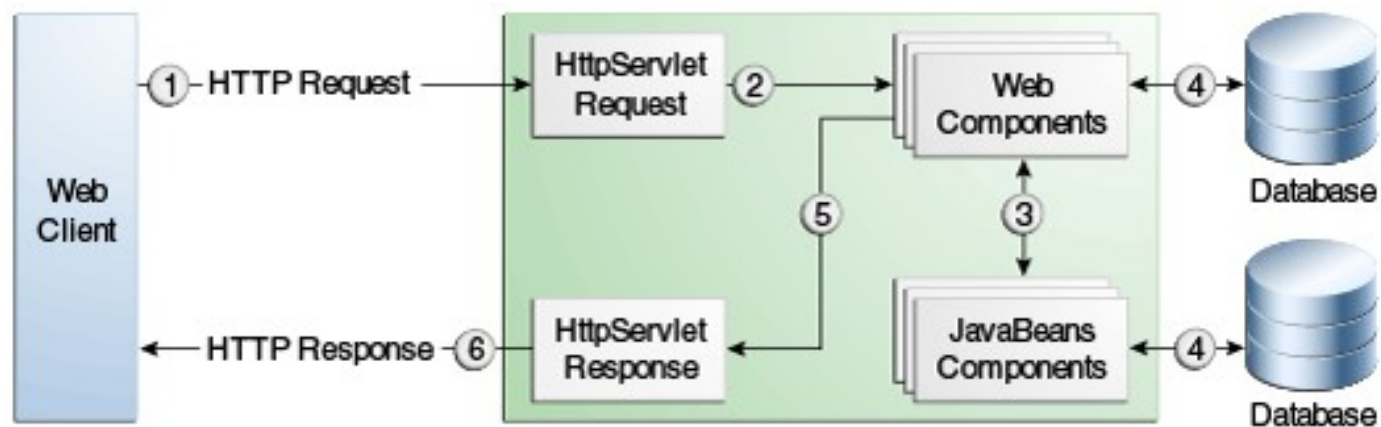 Web
Client
1
HTTP Request
HttpServlet
Request
2
Web
Components
4
Database
5
3
HTTP Response
6
HttpServlet
Response
JavaBeans
Components
4
Database